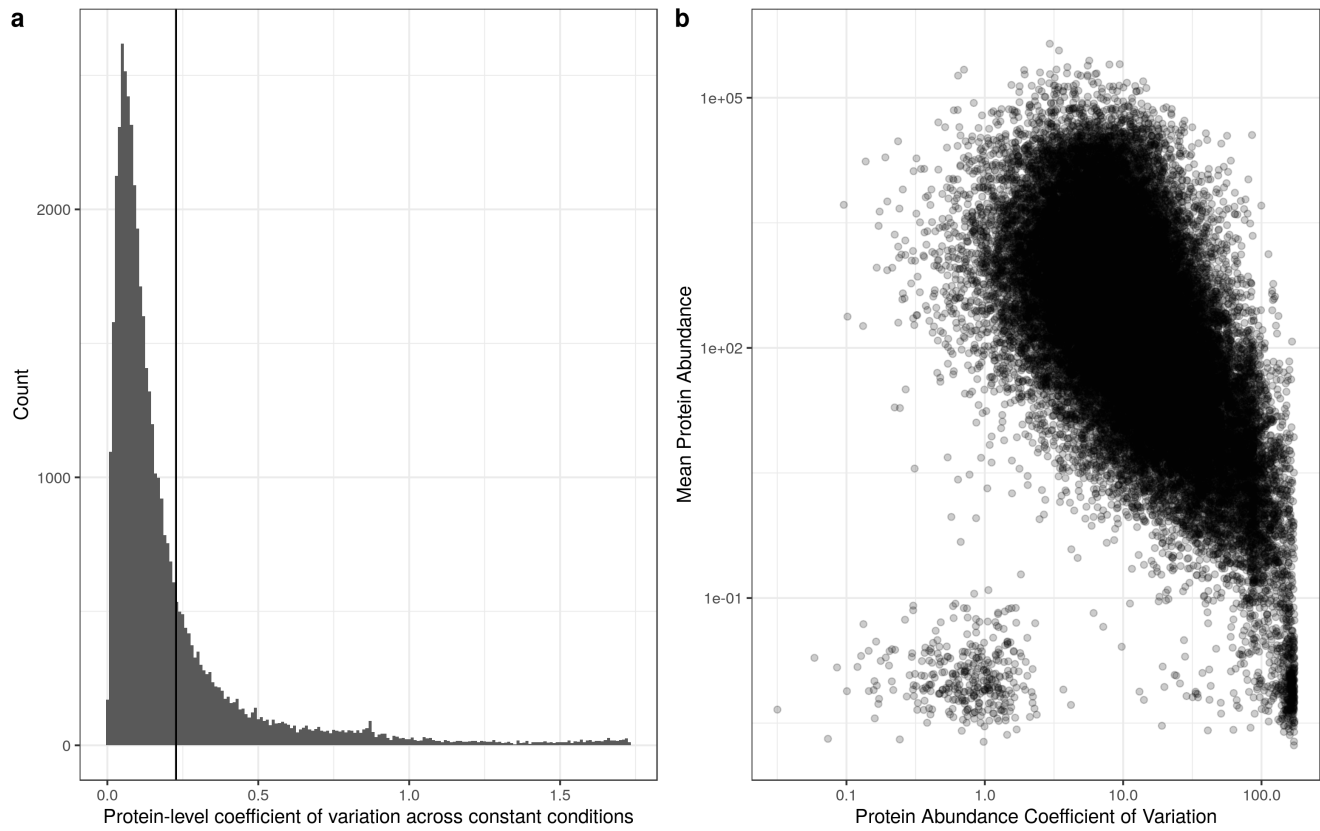 a
Count
2000
1000
0
0.0 0.5 1.0 1.5
Protein-level coefficient of variation across constant conditions
b
Mean Protein Abundance
1e+05
1e+02
1e-01
0.1 1.0 10.0 100.0
Protein Abundance Coefficient of Variation